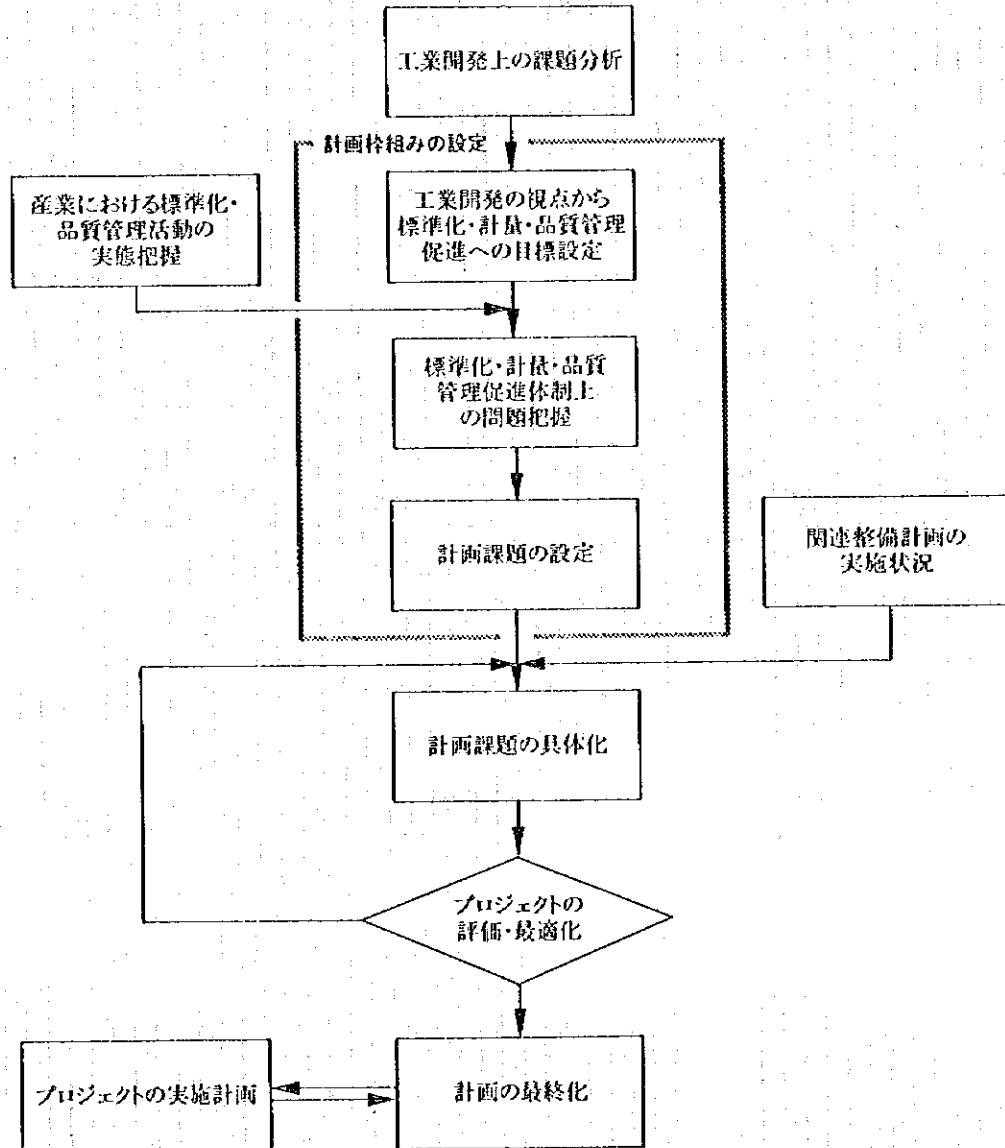 工業開発上の課題分析
計画枠組みの設定
産業における標準化・
品質管理活動の
実態把握
工業開発の視点から
標準化・計量・品質管理
促進への目標設定
標準化・計量・品質
管理促進体制上
の問題把握
計画課題の設定
関連整備計画の
実施状況
計画課題の具体化
プロジェクトの
評価・最適化
プロジェクトの実施計画
計画の最終化